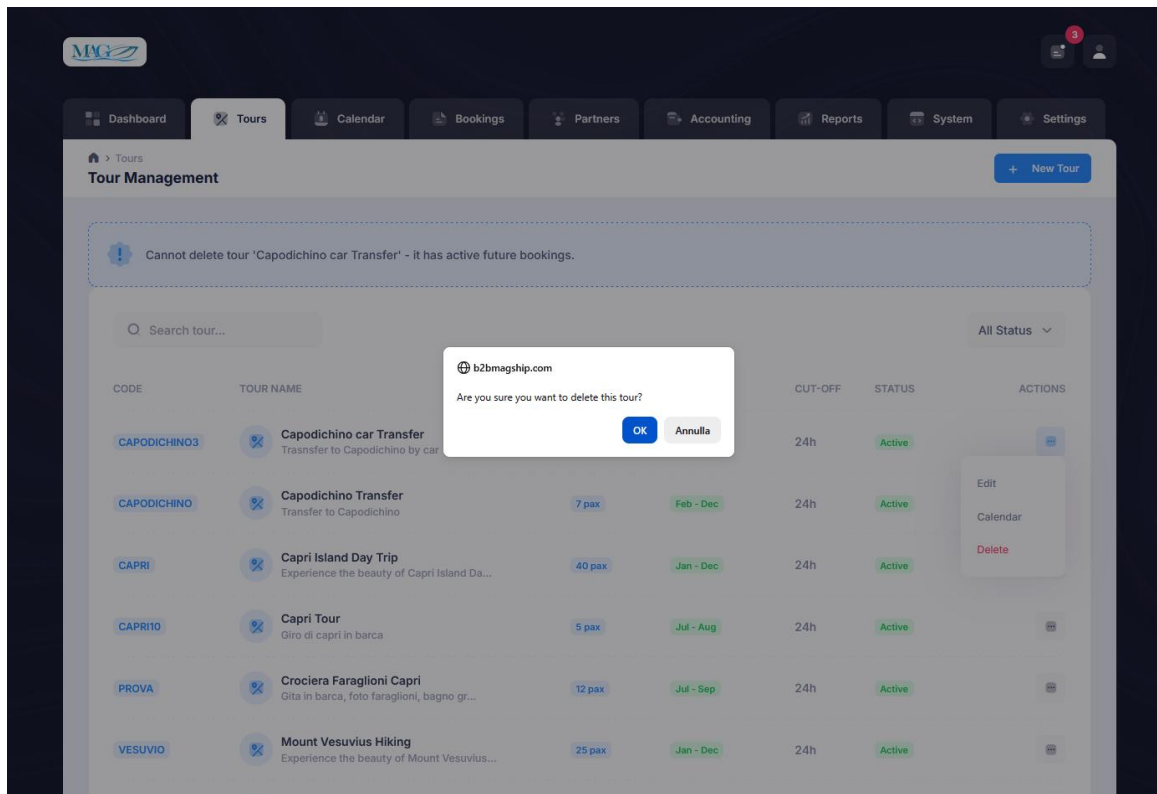 MAG
3
Dashboard Tours Calendar Bookings Partners Accounting Reports System Settings
> Tours
Tour Management
+ New Tour
Cannot delete tour 'Capodichino car Transfer' - it has active future bookings.
Search tour...
All Status
b2bmagship.com
Are you sure you want to delete this tour?
OK Annulla
CODE TOUR NAME CUT-OFF STATUS ACTIONS
CAPODICHINO3 Capodichino car Transfer 24h Active
Trasnsfer to Capodichino by car
Edit
Calendar
Delete
CAPODICHINO Capodichino Transfer 7 pax Feb - Dec 24h Active
Transfer to Capodichino
CAPRI Capri Island Day Trip 40 pax Jan - Dec 24h Active
Experience the beauty of Capri Island Da...
CAPRI10 Capri Tour 5 pax Jul - Aug 24h Active
Giro di capri in barca
PROVA Crociera Faraglioni Capri 12 pax Jul - Sep 24h Active
Gita in barca, foto faraglioni, bagno gr...
VESUVIO Mount Vesuvius Hiking 25 pax Jan - Dec 24h Active
Experience the beauty of Mount Vesuvius...